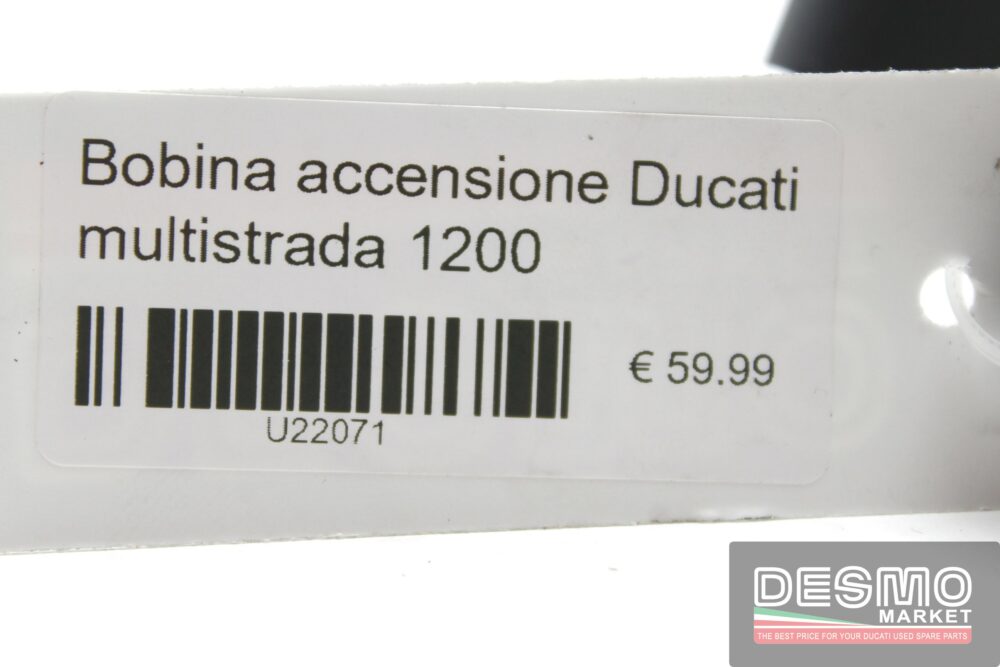 Bobina accensione Ducati
multistrada 1200
€ 59.99
U22071
DESMO
MARKET
THE BEST PRICE FOR YOUR DUCATI USED SPARE PARTS